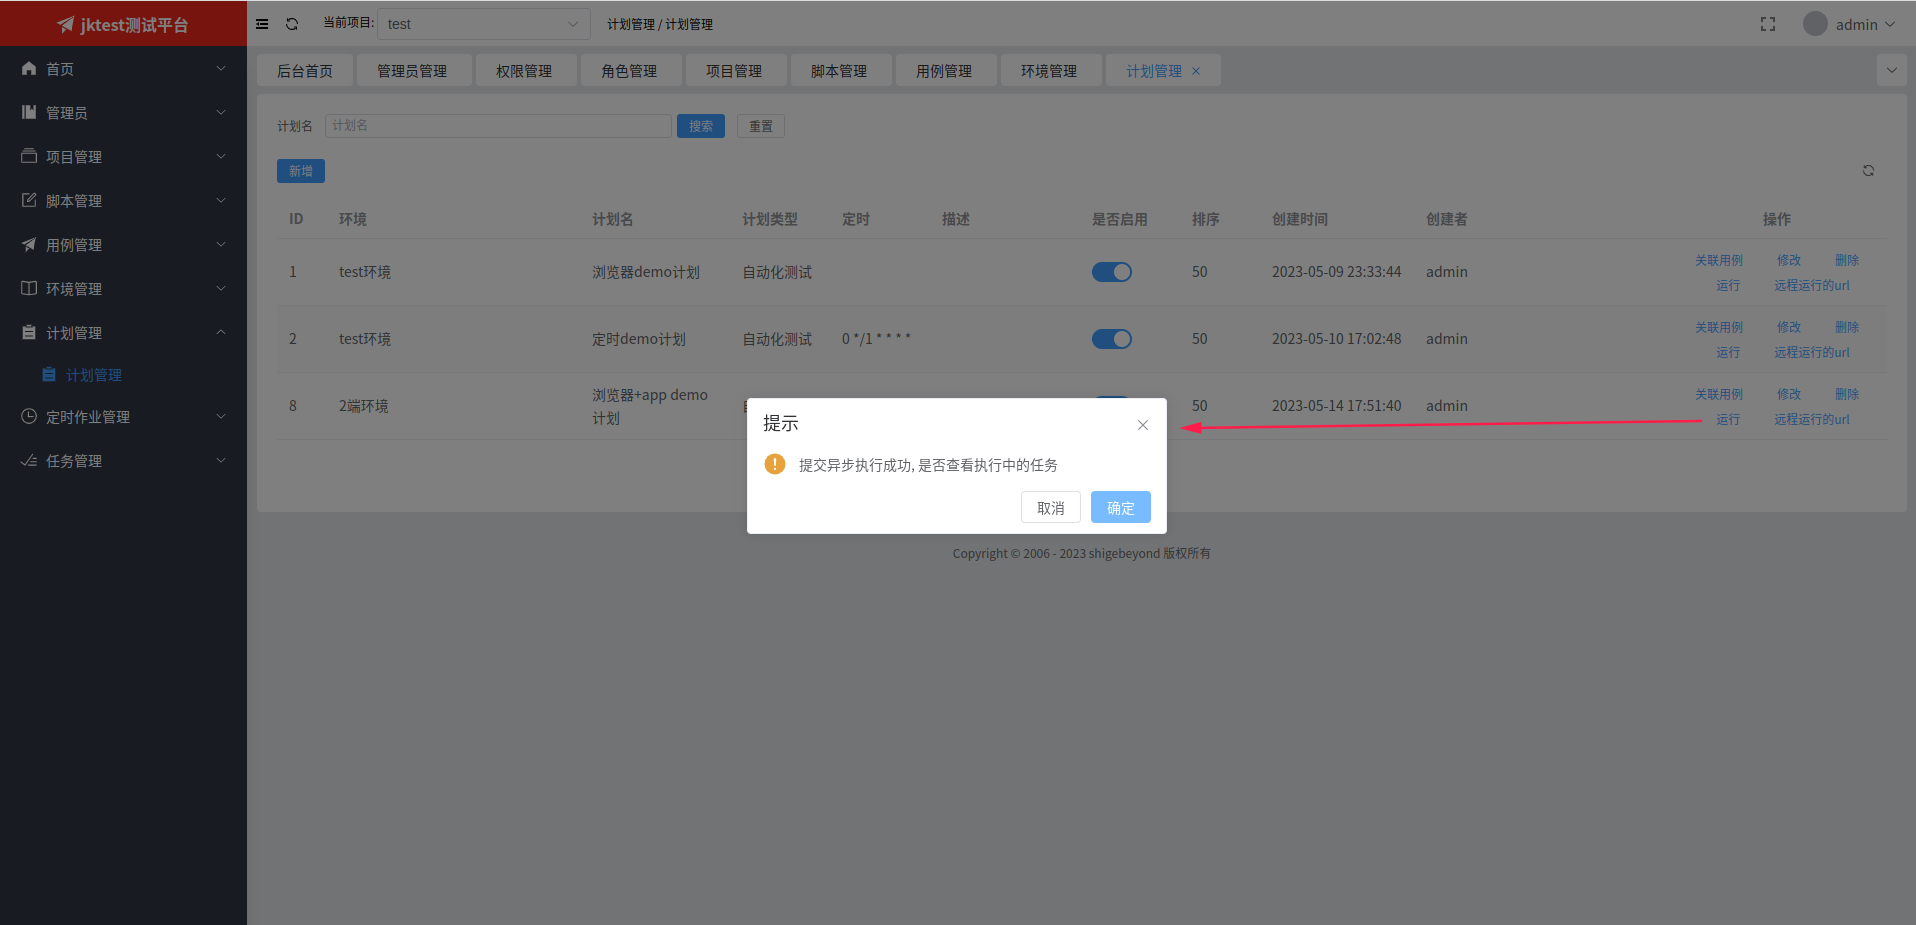 jktest测试平台
当前项目: test
计划管理 / 计划管理
admin
首页
管理员
项目管理
脚本管理
用例管理
环境管理
计划管理
计划管理
定时作业管理
任务管理
后台首页 管理员管理 权限管理 角色管理 项目管理 脚本管理 用例管理 环境管理 计划管理
计划名 计划名 搜索 重置
新增
ID 环境 计划名 计划类型 定时 描述 是否启用 排序 创建时间 创建者 操作
1 test环境 浏览器demo计划 自动化测试 50 2023-05-09 23:33:44 admin 关联用例 修改 删除
运行 远程运行的url
2 test环境 定时demo计划 自动化测试 0 */1 * * * * 50 2023-05-10 17:02:48 admin 关联用例 修改 删除
运行 远程运行的url
8 2端环境 浏览器+app demo
计划 50 2023-05-14 17:51:40 admin 关联用例 修改 删除
运行 远程运行的url
提示
提交异步执行成功, 是否查看执行中的任务
取消 确定
Copyright © 2006 - 2023 shigebeyond 版权所有